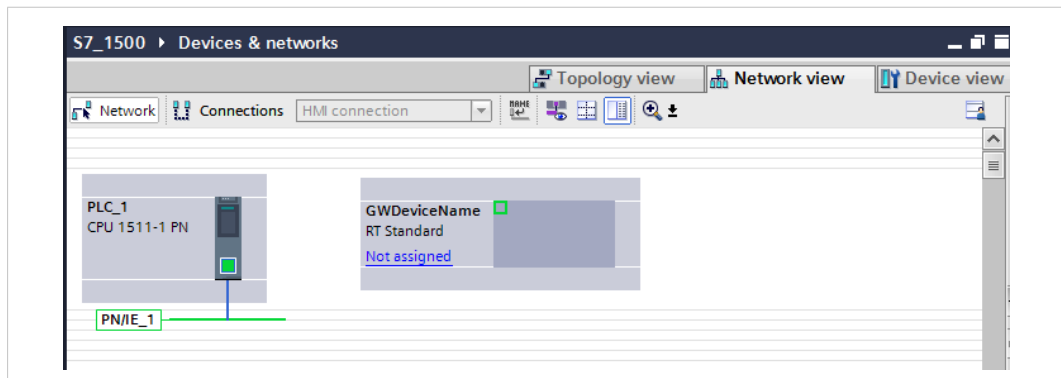 S7_1500 ▸ Devices & networks
Topology view Network view Device view
Network Connections HMI connection
PLC_1
CPU 1511-1 PN
GWDeviceName
RT Standard
Not assigned
PN/IE_1